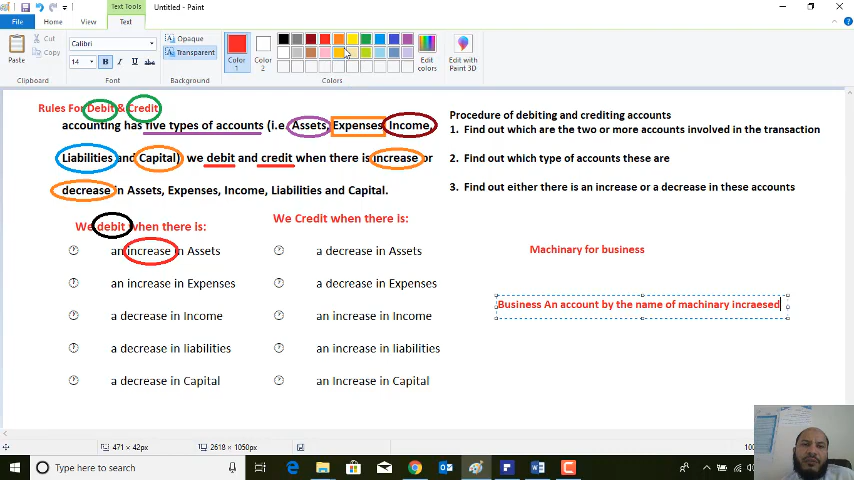 Text Tools
Untitled - Paint
File
Home
View
Text
Paste
Cut
Copy
Clipboard
Calibri
14
B I U abc
Font
Opaque
Transparent
Background
Color 1
Color 2
Colors
Edit colors
Edit with Paint 3D
Rules For Debit & Credit
accounting has five types of accounts (i.e Assets, Expenses Income,
Liabilities and Capital) we debit and credit when there is increase or
decrease in Assets, Expenses, Income, Liabilities and Capital.
We debit when there is:
an increase in Assets
an increase in Expenses
a decrease in Income
a decrease in liabilities
a decrease in Capital
We Credit when there is:
a decrease in Assets
a decrease in Expenses
an increase in Income
an increase in liabilities
an Increase in Capital
Procedure of debiting and crediting accounts
1. Find out which are the two or more accounts involved in the transaction
2. Find out which type of accounts these are
3. Find out either there is an increase or a decrease in these accounts
Machinary for business
Business An account by the name of machinary incraesed
471 × 42px
2618 × 1050px
100%
Type here to search